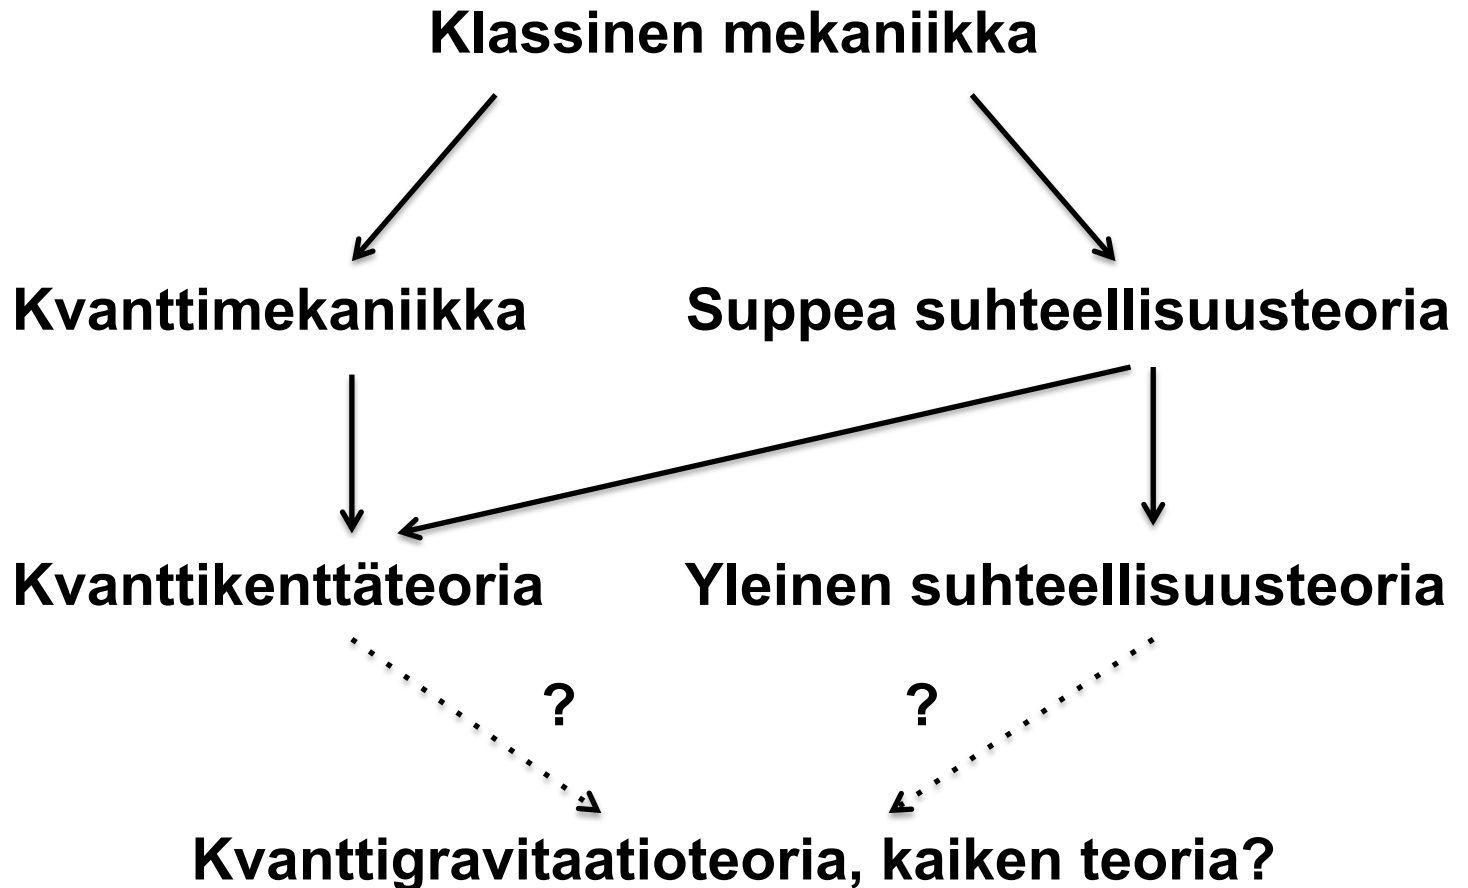 Klassinen mekaniikka
Kvanttimekaniikka
Suppea suhteellisuusteoria
Kvanttikenttäteoria
Yleinen suhteellisuusteoria
?
?
Kvanttigravitaatioteoria, kaiken teoria?